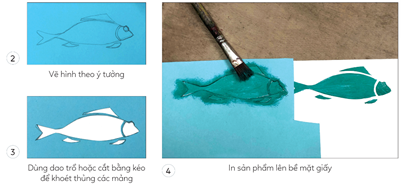 2
Vẽ hình theo ý tưởng
3
Dùng dao trổ hoặc cắt bằng kéo
để khoét thủng các mảng
4
In sản phẩm lên bề mặt giấy